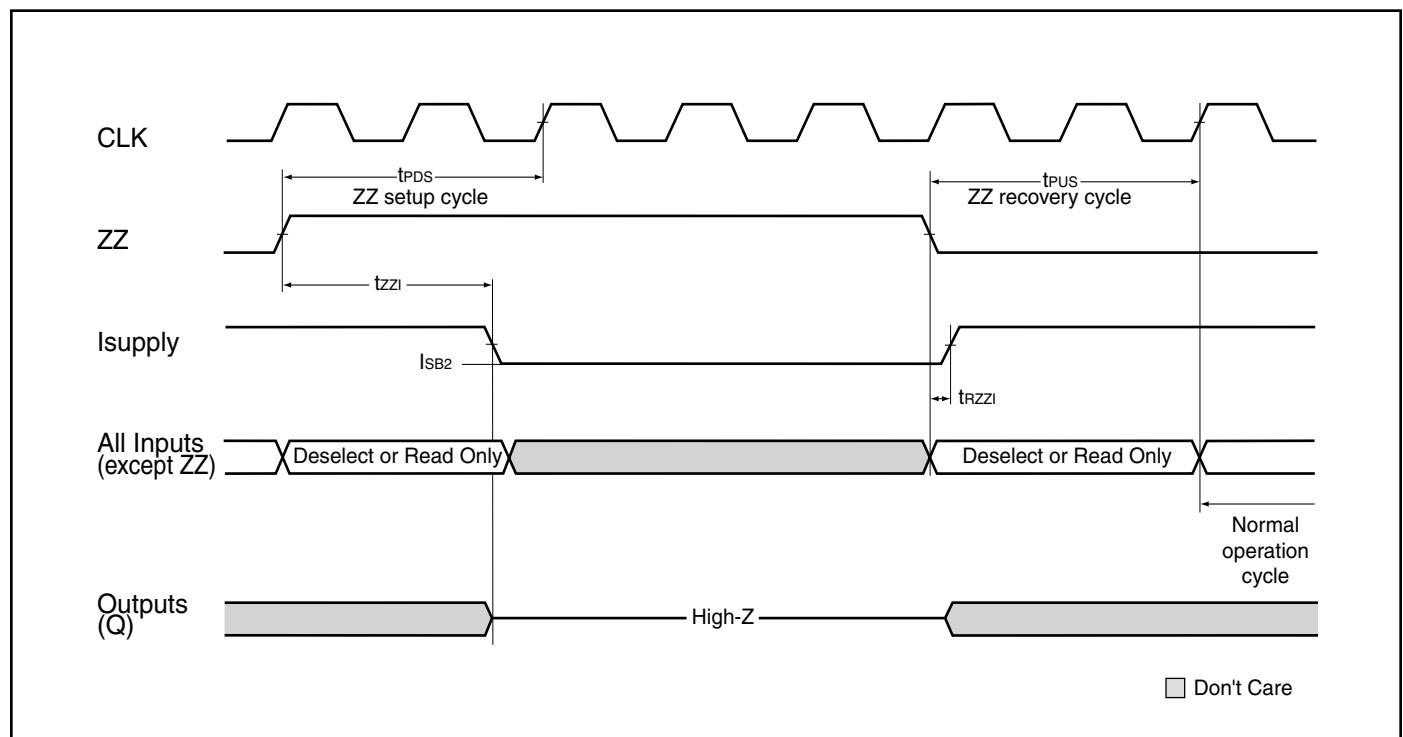 CLK
tPDS
ZZ setup cycle
tPUS
ZZ recovery cycle
ZZ
tZZI
Isupply
ISB2
tRZZI
All Inputs
(except ZZ)
Deselect or Read Only
Deselect or Read Only
Normal
operation
cycle
Outputs
(Q)
High-Z
Don't Care